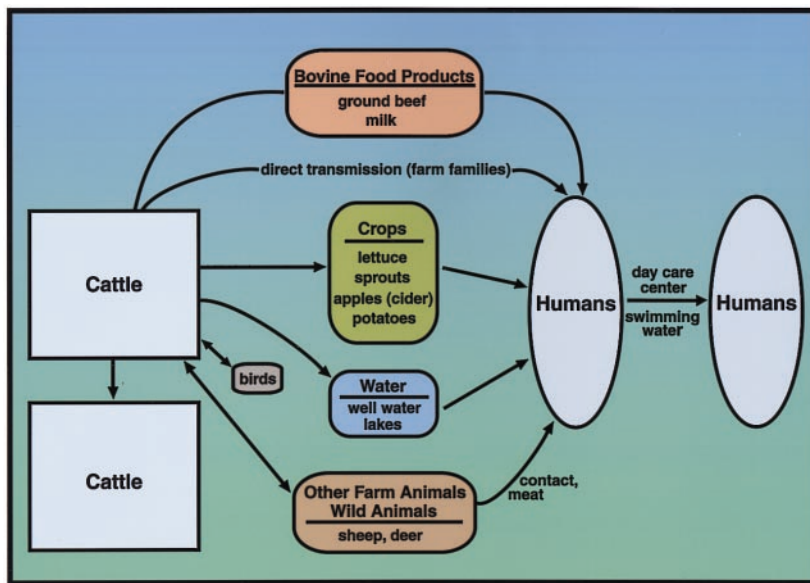 Bovine Food Products
ground beef
milk
direct transmission (farm families)
Cattle
Crops
lettuce
sprouts
apples (cider)
potatoes
Humans
day care
center
swimming
water
Humans
birds
Water
well water
lakes
Cattle
Other Farm Animals
Wild Animals
sheep, deer
contact,
meat